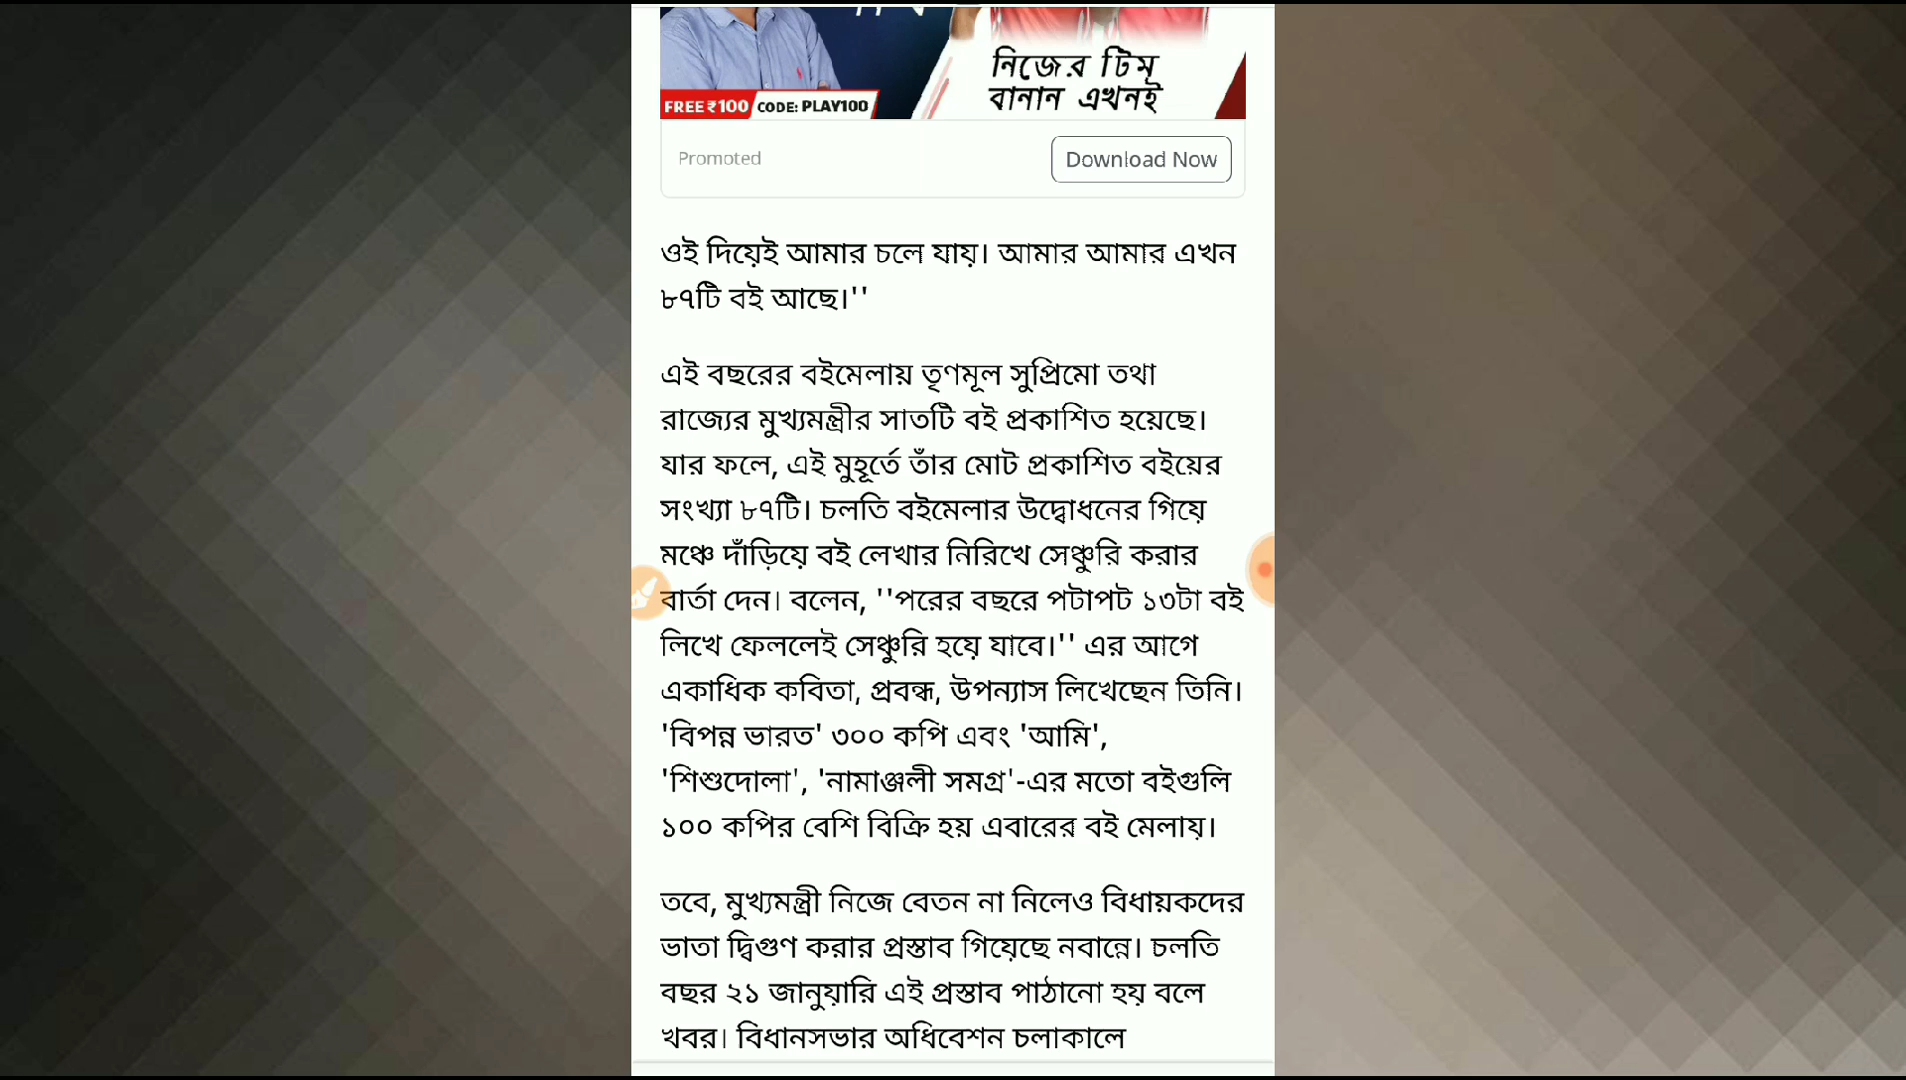 নিজের টিম
বানান এখনই
FREE ₹100 CODE: PLAY100
Promoted
Download Now
ওই দিয়েই আমার চলে যায়। আমার আমার এখন
৮৭টি বই আছে।''
এই বছরের বইমেলায় তৃণমূল সুপ্রিমো তথা
রাজ্যের মুখ্যমন্ত্রীর সাতটি বই প্রকাশিত হয়েছে।
যার ফলে, এই মুহূর্তে তাঁর মোট প্রকাশিত বইয়ের
সংখ্যা ৮৭টি। চলতি বইমেলার উদ্বোধনের গিয়ে
মঞ্চে দাঁড়িয়ে বই লেখার নিরিখে সেঞ্চুরি করার
বার্তা দেন। বলেন, ''পরের বছরে পটাপট ১৩টা বই
লিখে ফেললেই সেঞ্চুরি হয়ে যাবে।'' এর আগে
একাধিক কবিতা, প্রবন্ধ, উপন্যাস লিখেছেন তিনি।
'বিপন্ন ভারত' ৩০০ কপি এবং 'আমি',
'শিশুদোলা', 'নামাঞ্জলী সমগ্র'-এর মতো বইগুলি
১০০ কপির বেশি বিক্রি হয় এবারের বই মেলায়।
তবে, মুখ্যমন্ত্রী নিজে বেতন না নিলেও বিধায়কদের
ভাতা দ্বিগুণ করার প্রস্তাব গিয়েছে নবান্নে। চলতি
বছর ২১ জানুয়ারি এই প্রস্তাব পাঠানো হয় বলে
খবর। বিধানসভার অধিবেশন চলাকালে